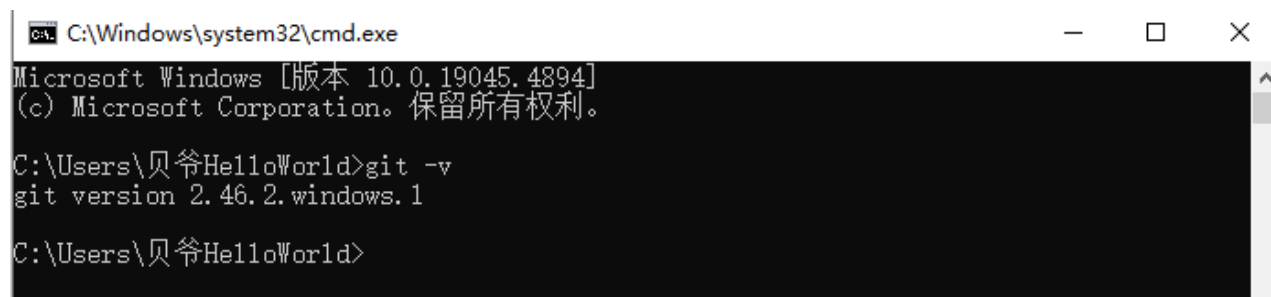 C:\Windows\system32\cmd.exe
Microsoft Windows [版本 10.0.19045.4894]
(c) Microsoft Corporation。保留所有权利。
C:\Users\贝爷HelloWorld>git -v
git version 2.46.2.windows.1
C:\Users\贝爷HelloWorld>